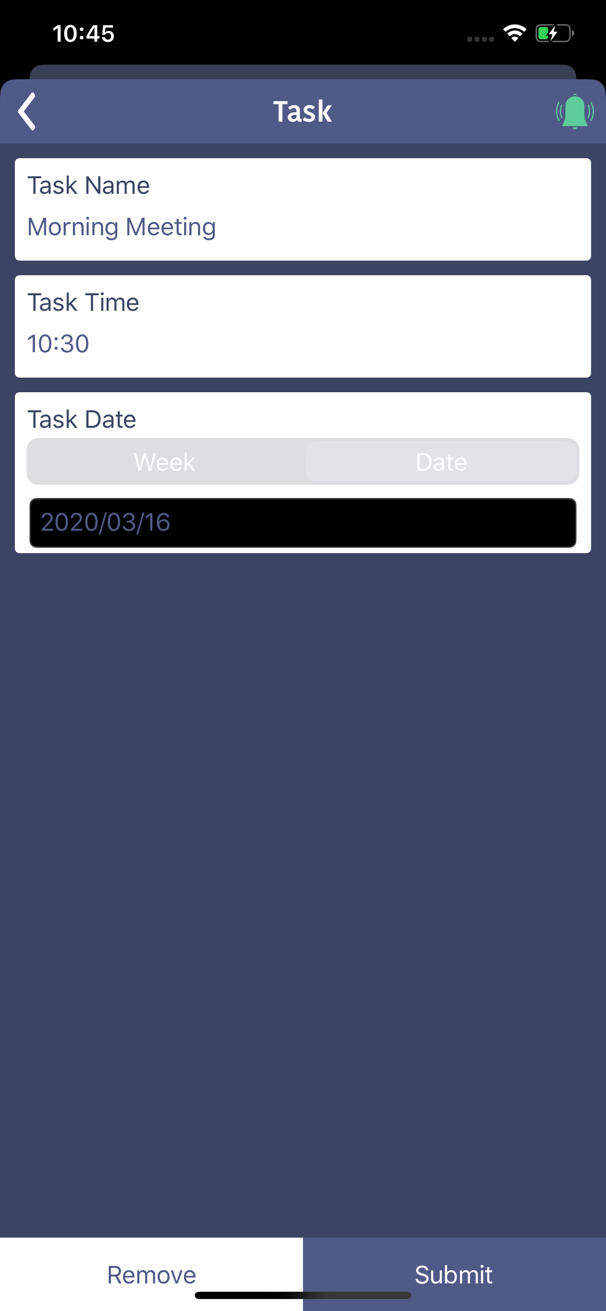 10:45
Task
Task Name
Morning Meeting
Task Time
10:30
Task Date
Week Date
2020/03/16
Remove Submit